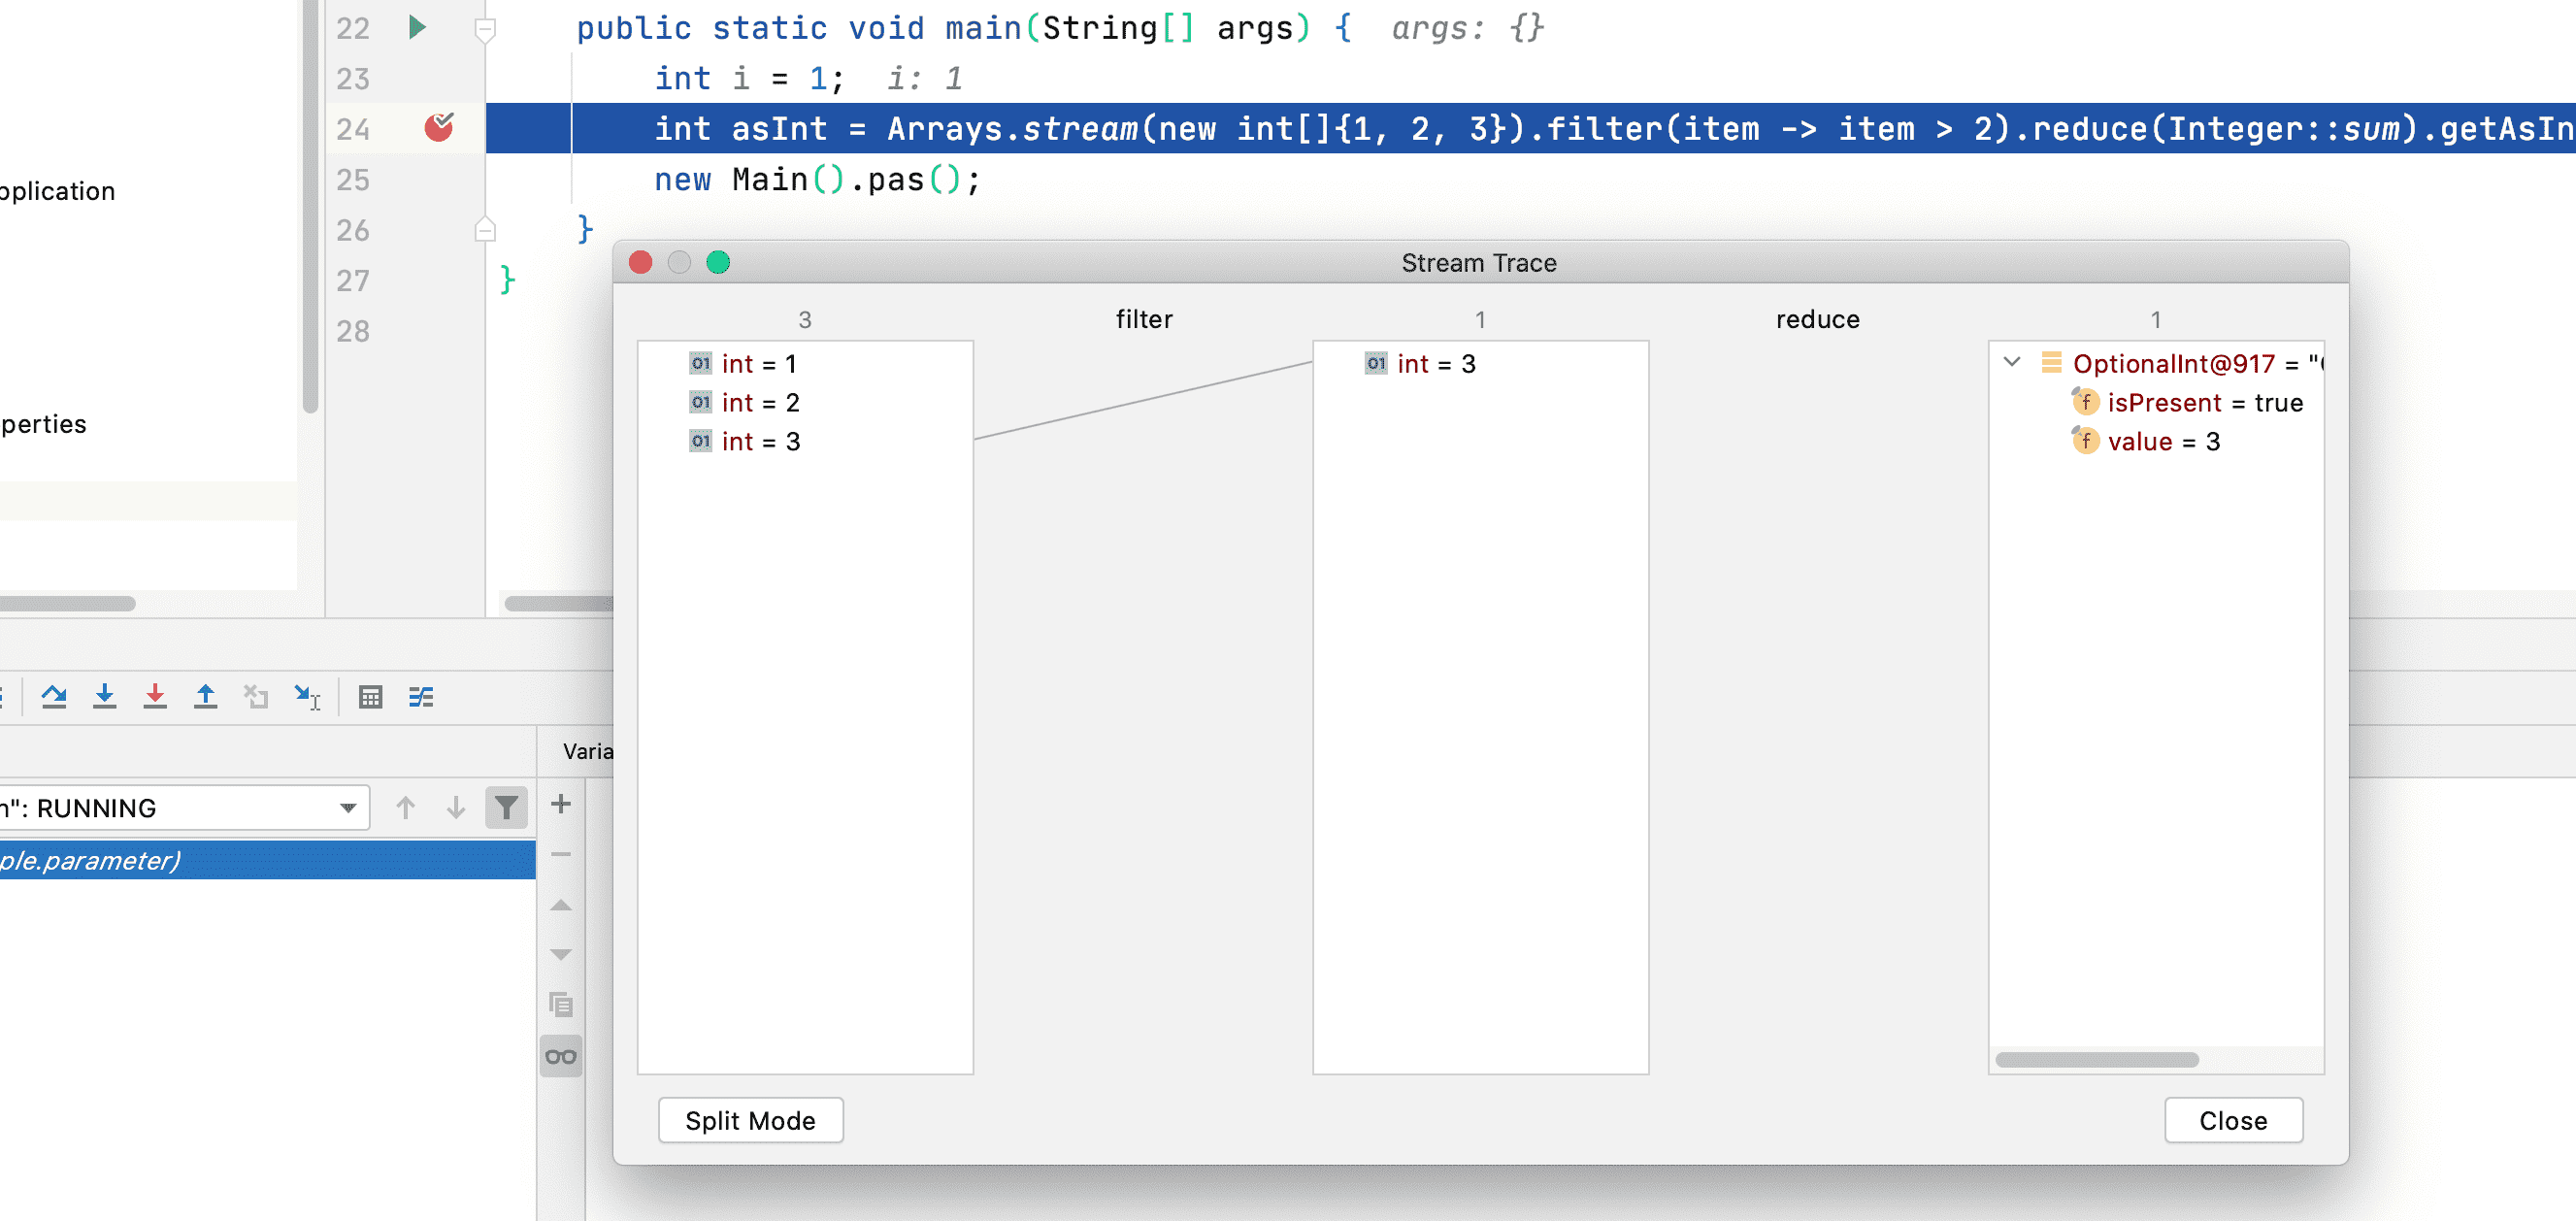 22 public static void main(String[] args) { args: {}
23 int i = 1; i: 1
24 int asInt = Arrays.stream(new int[]{1, 2, 3}).filter(item -> item > 2).reduce(Integer::sum).getAsIn
25 new Main().pas();
26 }
27 }
28
pplication
perties
Stream Trace
3 filter 1 reduce 1
int = 1
int = 2
int = 3
int = 3
OptionalInt@917 = "
isPresent = true
value = 3
Split Mode
Close
Varia
n": RUNNING
ple.parameter)